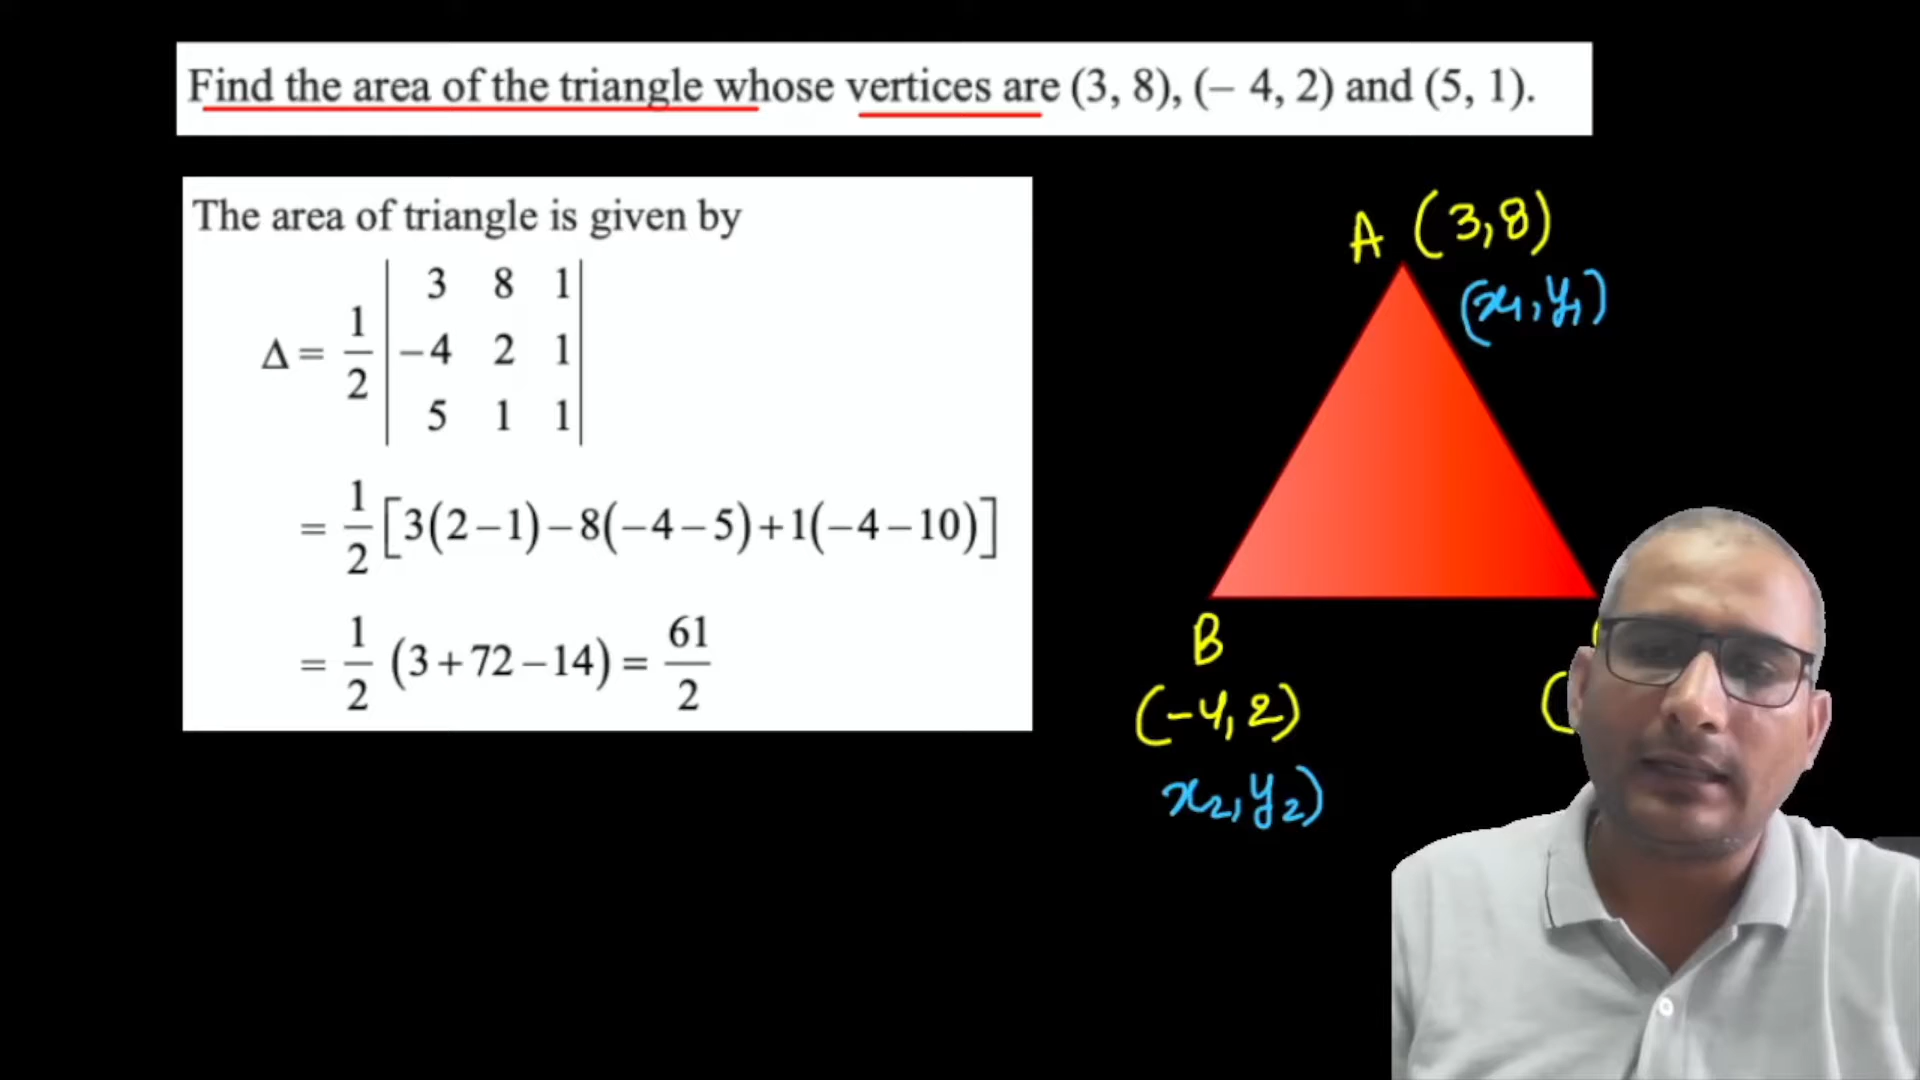 Find the area of the triangle whose vertices are (3, 8), (– 4, 2) and (5, 1).
The area of triangle is given by
Δ = 1/2 | 3 8 1 |
| –4 2 1 |
| 5 1 1 |
= 1/2 [3(2–1)–8(–4–5)+1(–4–10)]
= 1/2 (3+72–14) = 61/2
A (3,8)
(x₁,y₁)
B
(-4,2)
x₂,y₂)
(